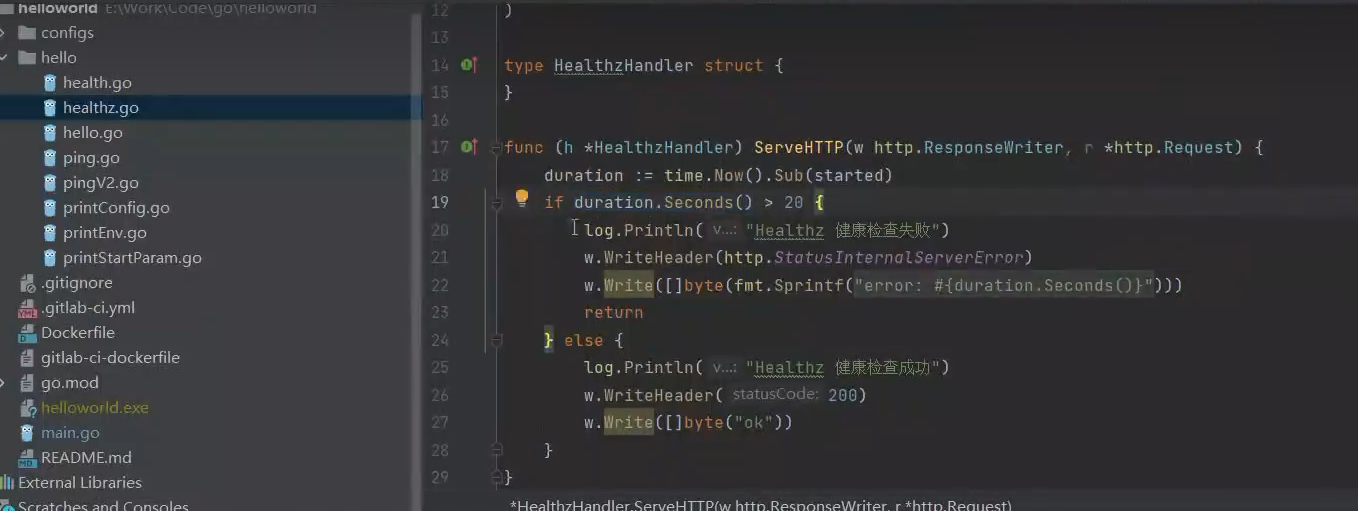 helloworld E:\Work\Code\go\helloworld
configs
hello
health.go
healthz.go
hello.go
ping.go
pingV2.go
printConfig.go
printEnv.go
printStartParam.go
.gitignore
.gitlab-ci.yml
Dockerfile
gitlab-ci-dockerfile
go.mod
helloworld.exe
main.go
README.md
External Libraries
Scratches and Consoles
12 )
13
14 type HealthzHandler struct {
15 }
16
17 func (h *HealthzHandler) ServeHTTP(w http.ResponseWriter, r *http.Request) {
18 duration := time.Now().Sub(started)
19 if duration.Seconds() > 20 {
20 log.Println( v...: "Healthz 健康检查失败")
21 w.WriteHeader(http.StatusInternalServerError)
22 w.Write([]byte(fmt.Sprintf("error: #{duration.Seconds()}")))
23 return
24 } else {
25 log.Println( v...: "Healthz 健康检查成功")
26 w.WriteHeader( statusCode: 200)
27 w.Write([]byte("ok"))
28 }
29 }
*HealthzHandler.ServeHTTP(w http.ResponseWriter, r *http.Request)